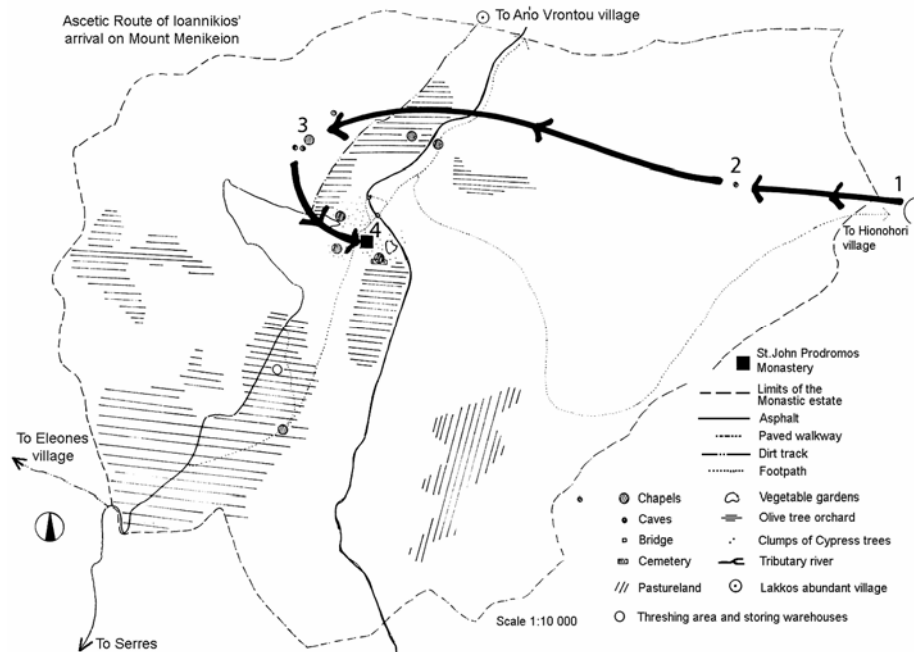 Ascetic Route of Ioannikios'
arrival on Mount Menikeion
To Ano Vrontou village
3
2
1
4
To Hionohori
village
St.John Prodromos
Monastery
Limits of the
Monastic estate
Asphalt
Paved walkway
Dirt track
Footpath
To Eleones
village
Chapels
Vegetable gardens
Caves
Olive tree orchard
Bridge
Clumps of Cypress trees
Cemetery
Tributary river
Pastureland
Lakkos abundant village
Scale 1:10 000
Threshing area and storing warehouses
To Serres